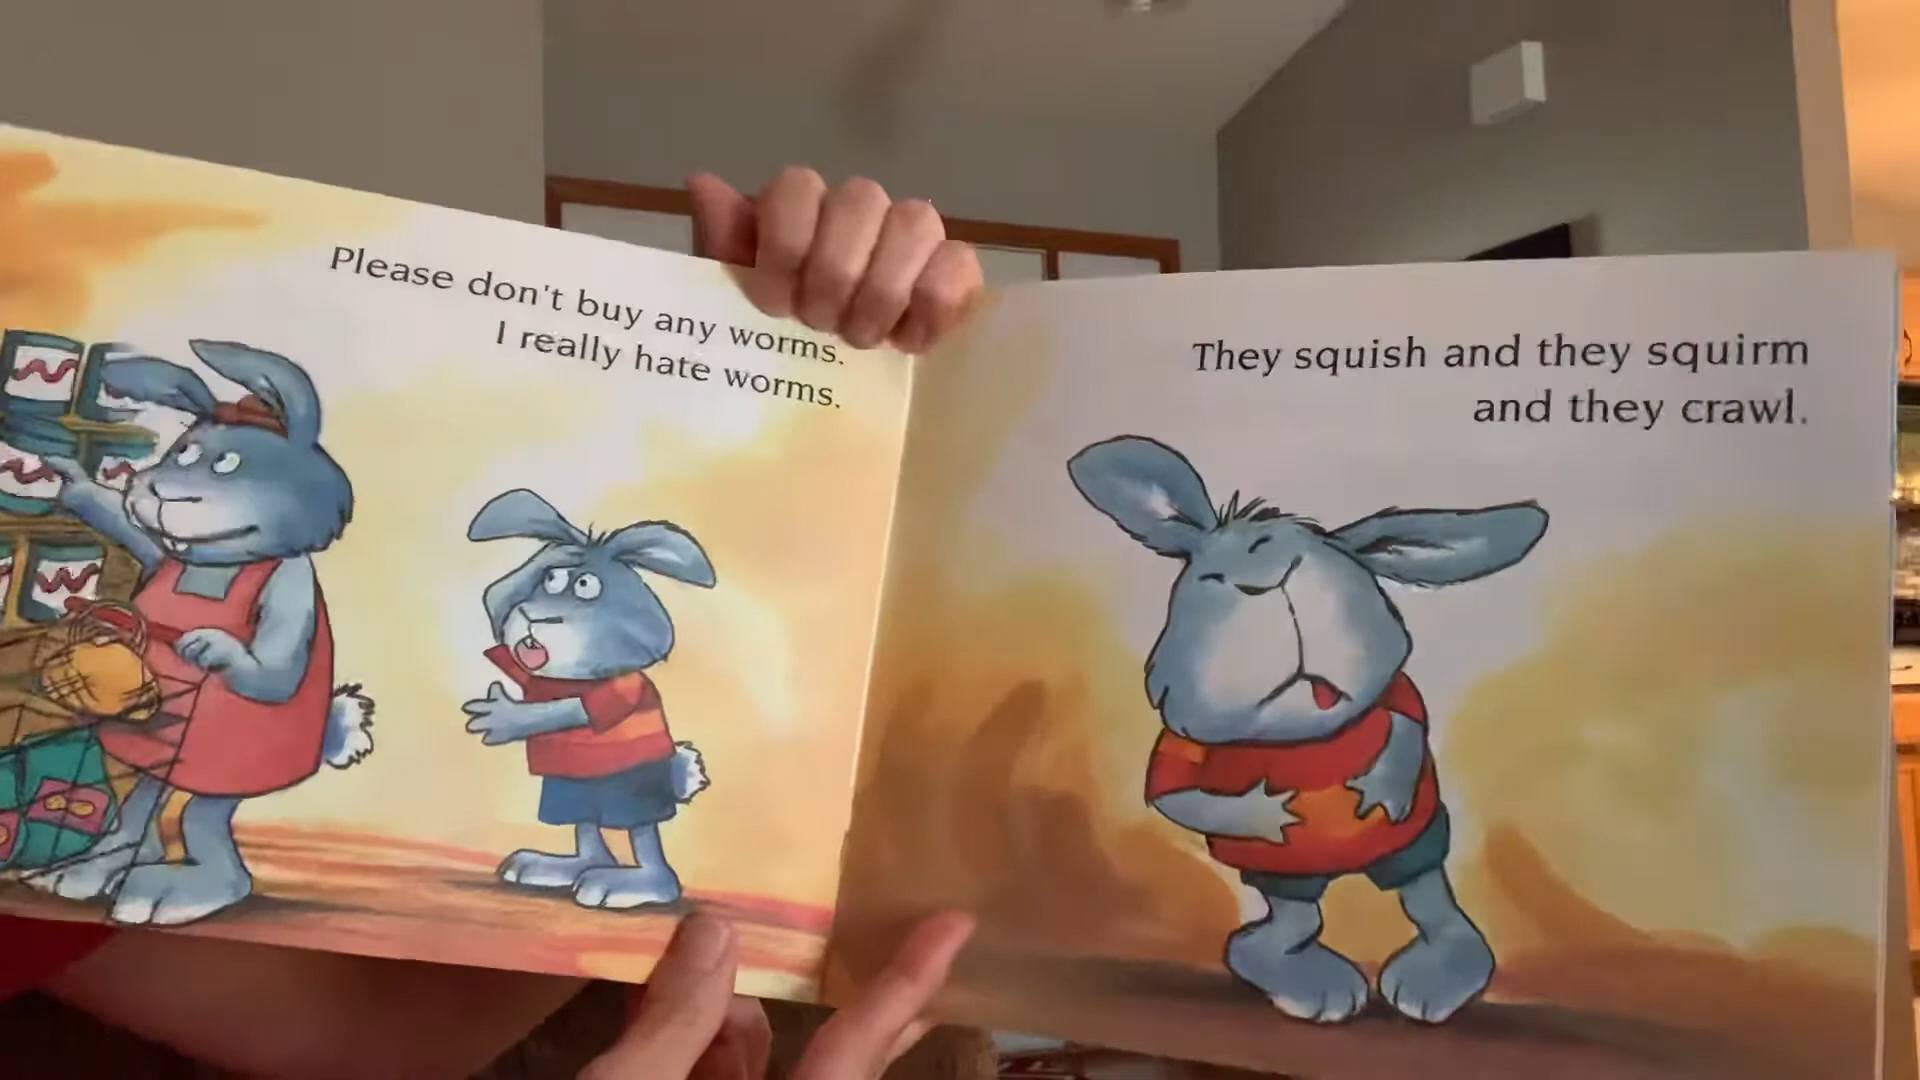 Please don't buy any worms.
I really hate worms.
They squish and they squirm
and they crawl.